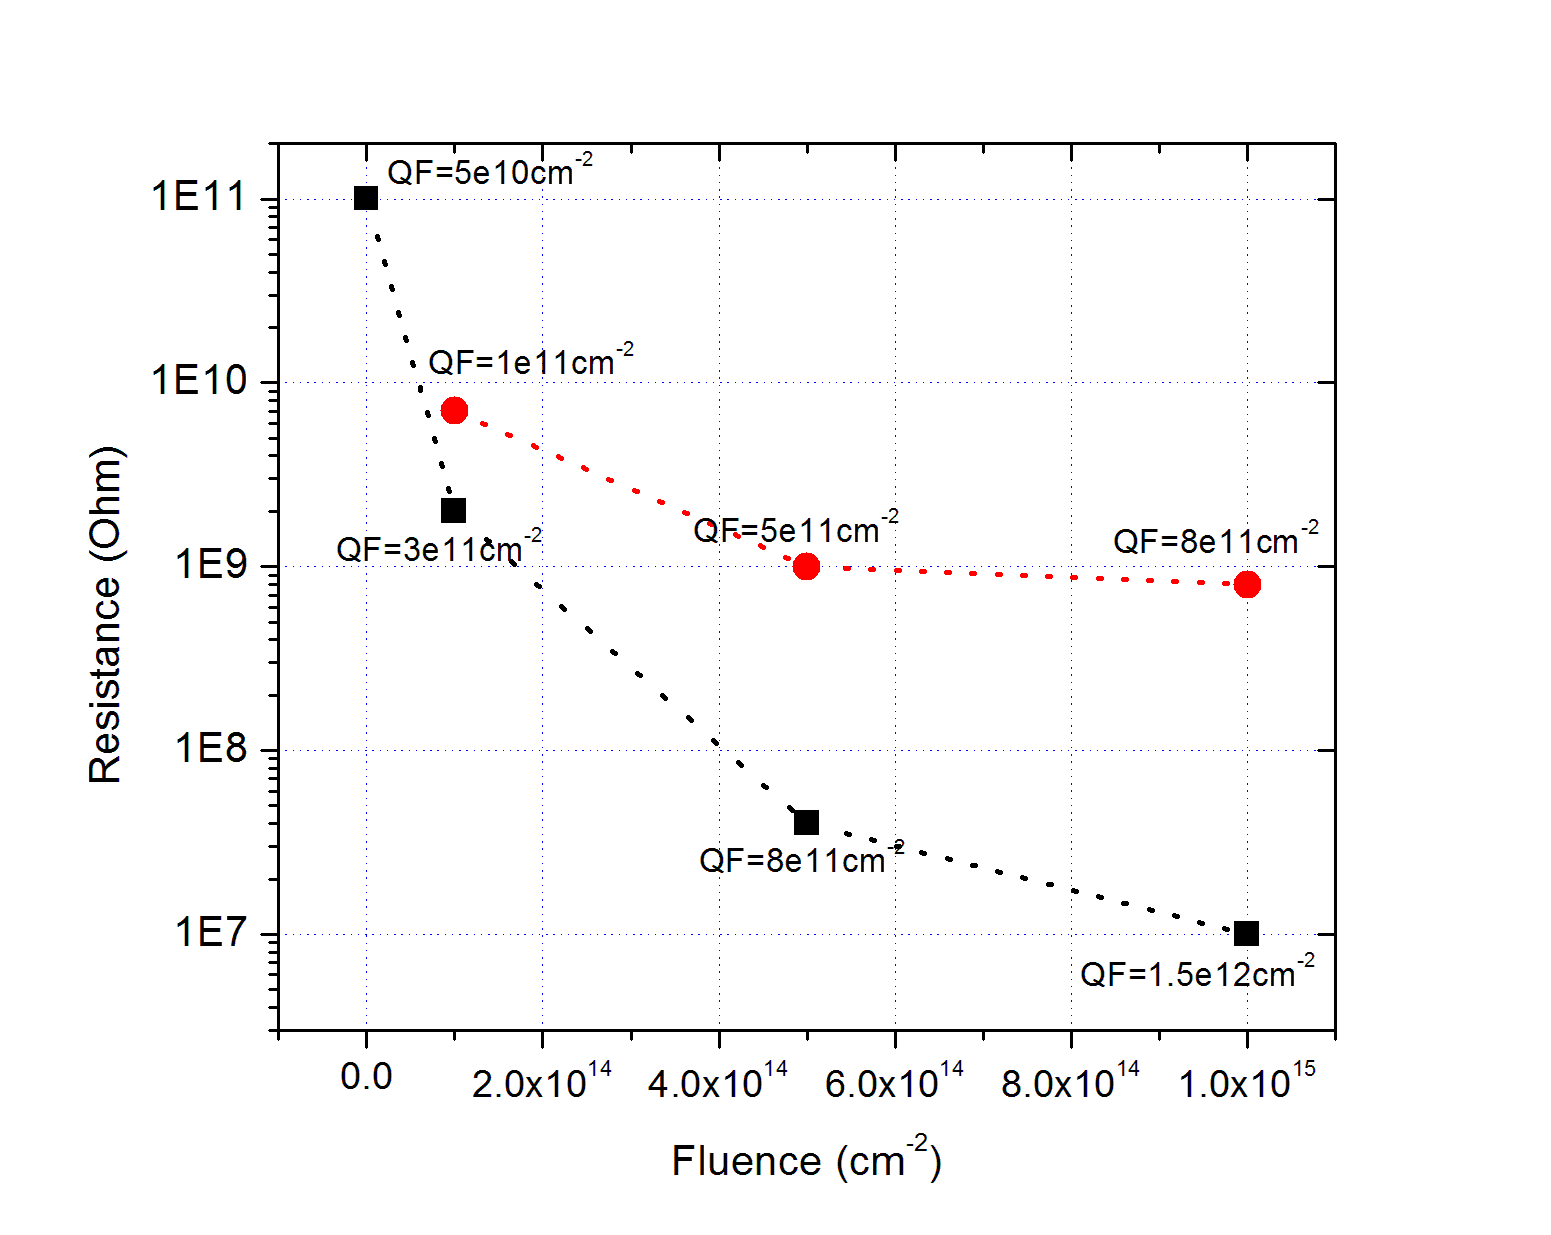 QF=5e10cm-2
1E11
QF=1e11cm-2
1E10
QF=5e11cm-2
QF=3e11cm-2
QF=8e11cm-2
1E9
Resistance (Ohm)
1E8
QF=8e11cm-2
1E7
QF=1.5e12cm-2
0.0 2.0x10^14 4.0x10^14 6.0x10^14 8.0x10^14 1.0x10^15
Fluence (cm-2)